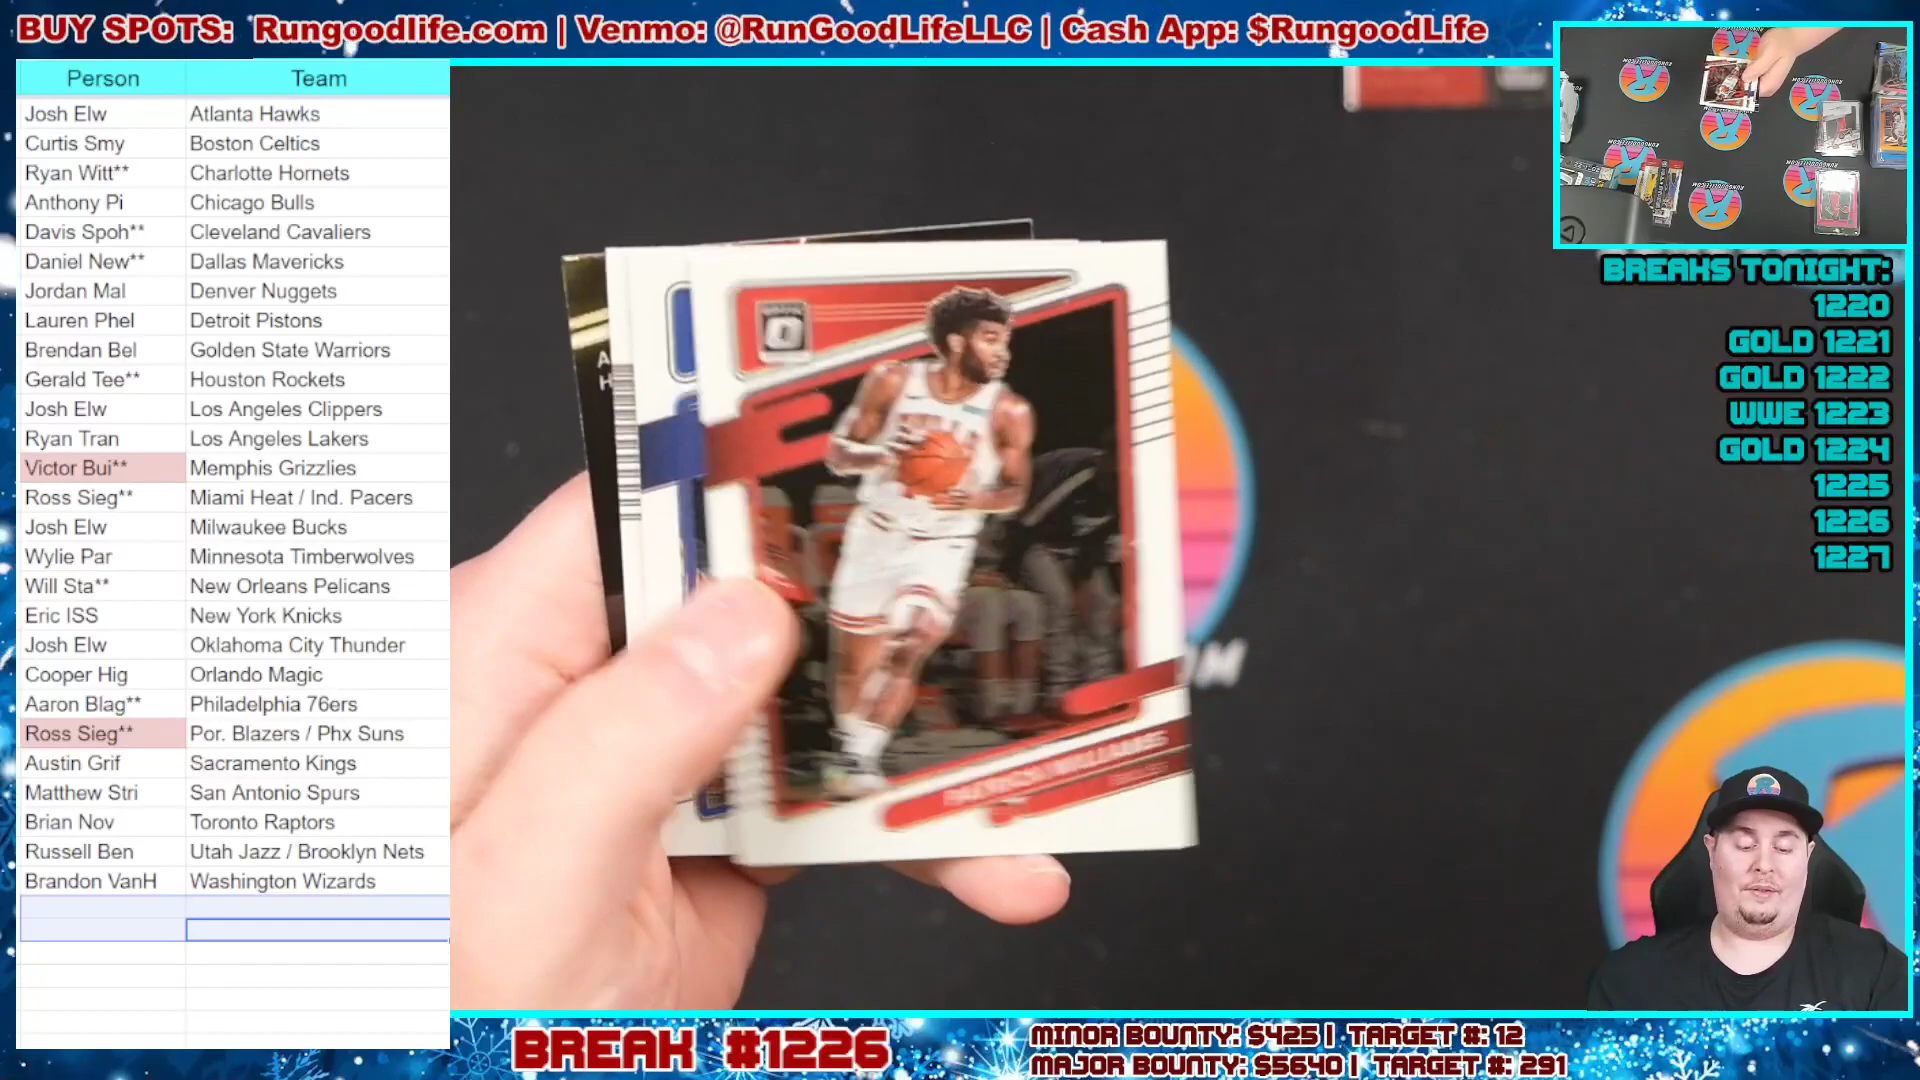 BUY SPOTS: Rungoodlife.com | Venmo: @RunGoodLifeLLC | Cash App: $RungoodLife
Person Team
Josh Elw Atlanta Hawks
Curtis Smy Boston Celtics
Ryan Witt** Charlotte Hornets
Anthony Pi Chicago Bulls
Davis Spoh** Cleveland Cavaliers
Daniel New** Dallas Mavericks
Jordan Mal Denver Nuggets
Lauren Phel Detroit Pistons
Brendan Bel Golden State Warriors
Gerald Tee** Houston Rockets
Josh Elw Los Angeles Clippers
Ryan Tran Los Angeles Lakers
Victor Bui** Memphis Grizzlies
Ross Sieg** Miami Heat / Ind. Pacers
Josh Elw Milwaukee Bucks
Wylie Par Minnesota Timberwolves
Will Sta** New Orleans Pelicans
Eric ISS New York Knicks
Josh Elw Oklahoma City Thunder
Cooper Hig Orlando Magic
Aaron Blag** Philadelphia 76ers
Ross Sieg** Por. Blazers / Phx Suns
Austin Grif Sacramento Kings
Matthew Stri San Antonio Spurs
Brian Nov Toronto Raptors
Russell Ben Utah Jazz / Brooklyn Nets
Brandon VanH Washington Wizards
BREAKS TONIGHT:
1220
GOLD 1221
GOLD 1222
WWE 1223
GOLD 1224
1225
1226
1227
BREAK #1226
MINOR BOUNTY: $425 | TARGET #: 12
MAJOR BOUNTY: $5640 | TARGET #: 291